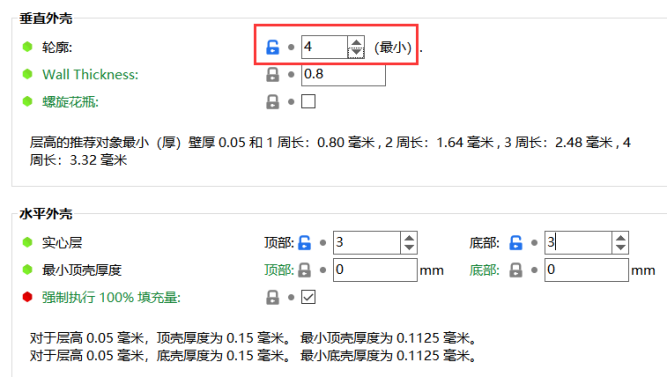 垂直外壳
轮廓: 4 (最小) .
Wall Thickness: 0.8
螺旋花瓶:
层高的推荐对象最小（厚）壁厚 0.05 和 1 周长：0.80 毫米 , 2 周长：1.64 毫米 , 3 周长：2.48 毫米 , 4
周长：3.32 毫米
水平外壳
实心层 顶部: 3 底部: 3
最小顶壳厚度 顶部: 0 mm 底部: 0 mm
强制执行 100% 填充量:
对于层高 0.05 毫米，顶壳厚度为 0.15 毫米。 最小顶壳厚度为 0.1125 毫米。
对于层高 0.05 毫米，底壳厚度为 0.15 毫米。 最小底壳厚度为 0.1125 毫米。